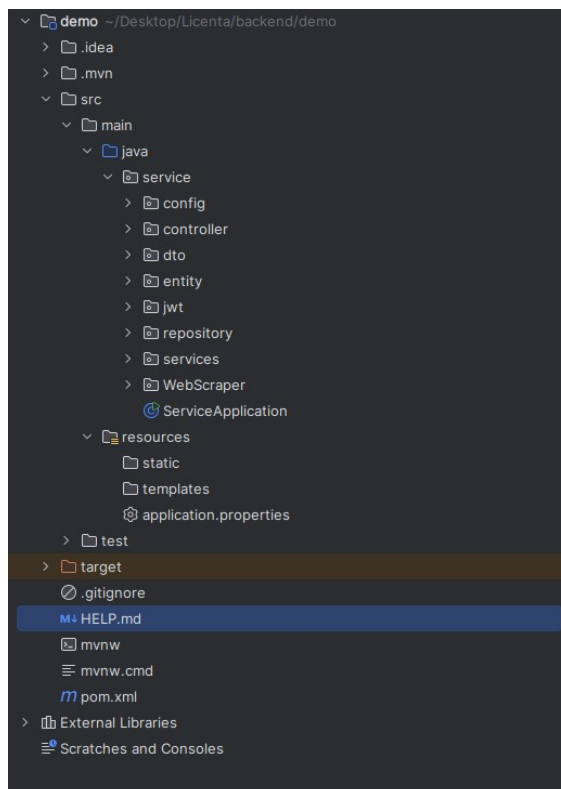 demo ~/Desktop/Licenta/backend/demo
.idea
.mvn
src
main
java
service
config
controller
dto
entity
jwt
repository
services
WebScraper
ServiceApplication
resources
static
templates
application.properties
test
target
.gitignore
M↓ HELP.md
mvnw
mvnw.cmd
m pom.xml
External Libraries
Scratches and Consoles